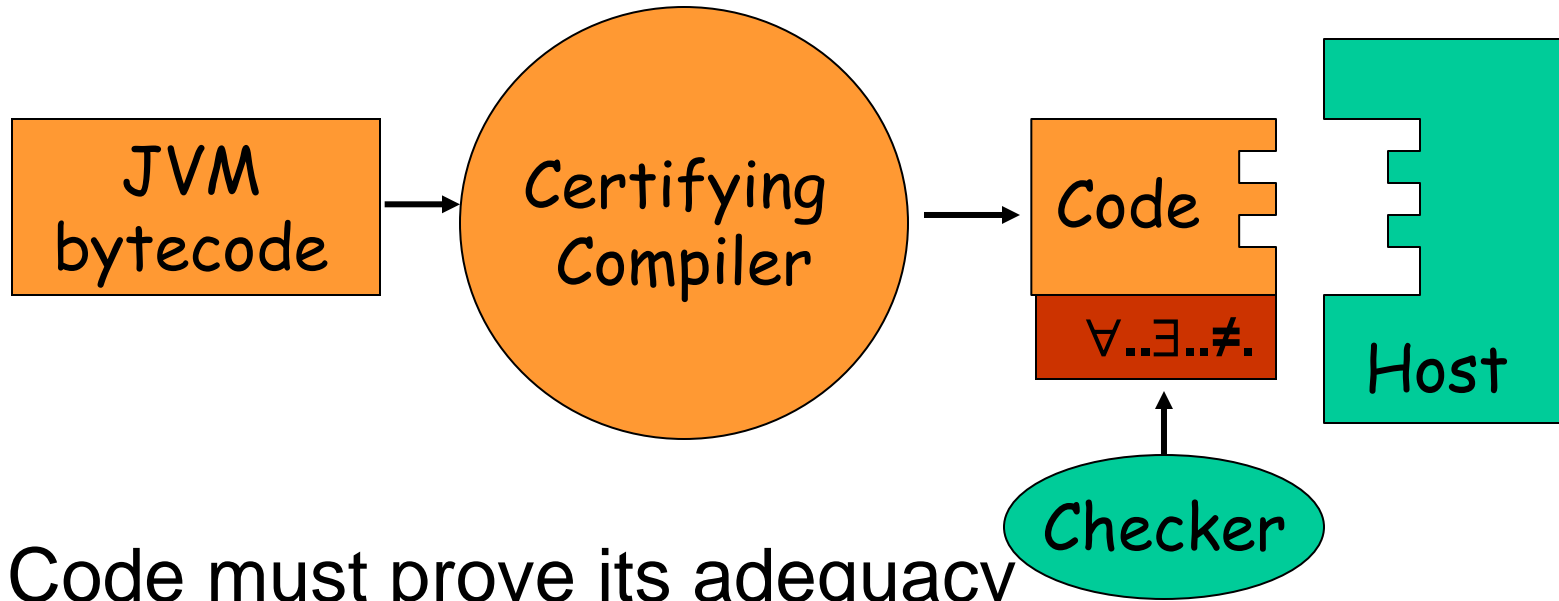 JVM
bytecode
Certifying
Compiler
Code
∀..∃..≠.
Host
Checker
Code must prove its adequacy